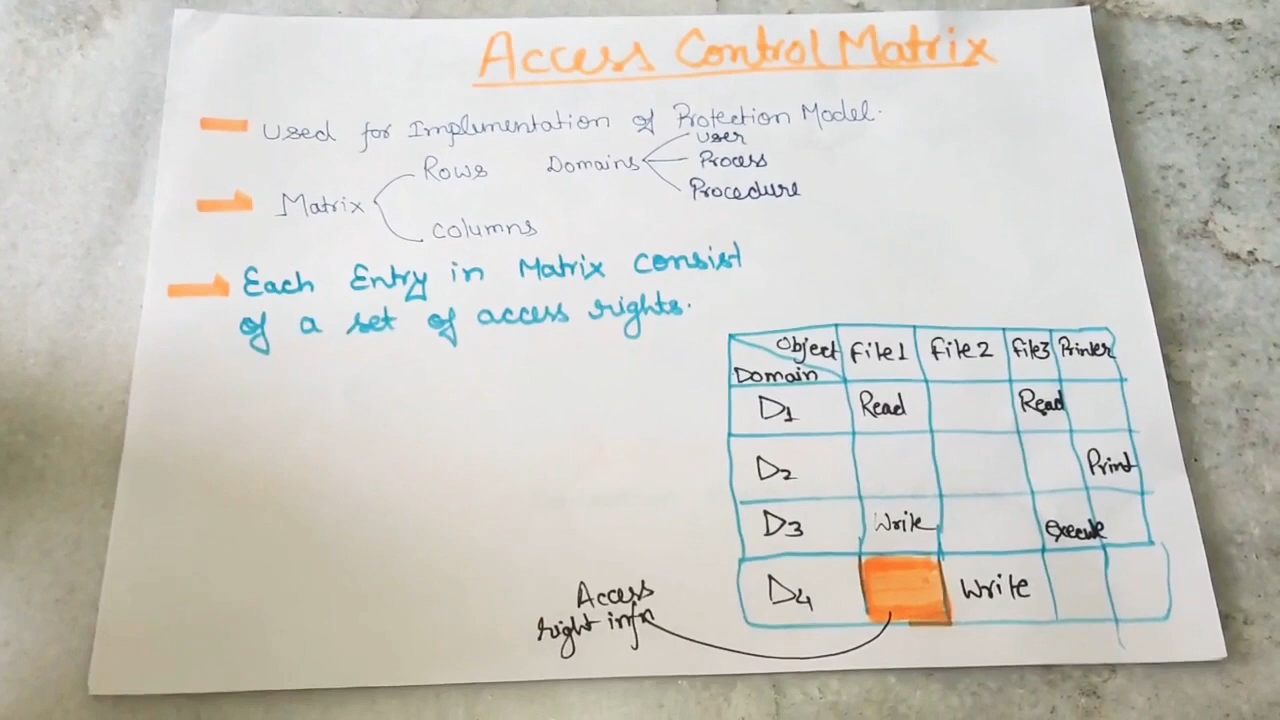 Access Control Matrix
Used for Implementation of Protection Model.
Matrix
Rows
Columns
Domains
User
Process
Procedure
Each Entry in Matrix consist
of a set of access rights.
Object File1 File2 File3 Printer
Domain
D1 Read Read
D2 Print
D3 Write execute
D4 Write
Access
right infn